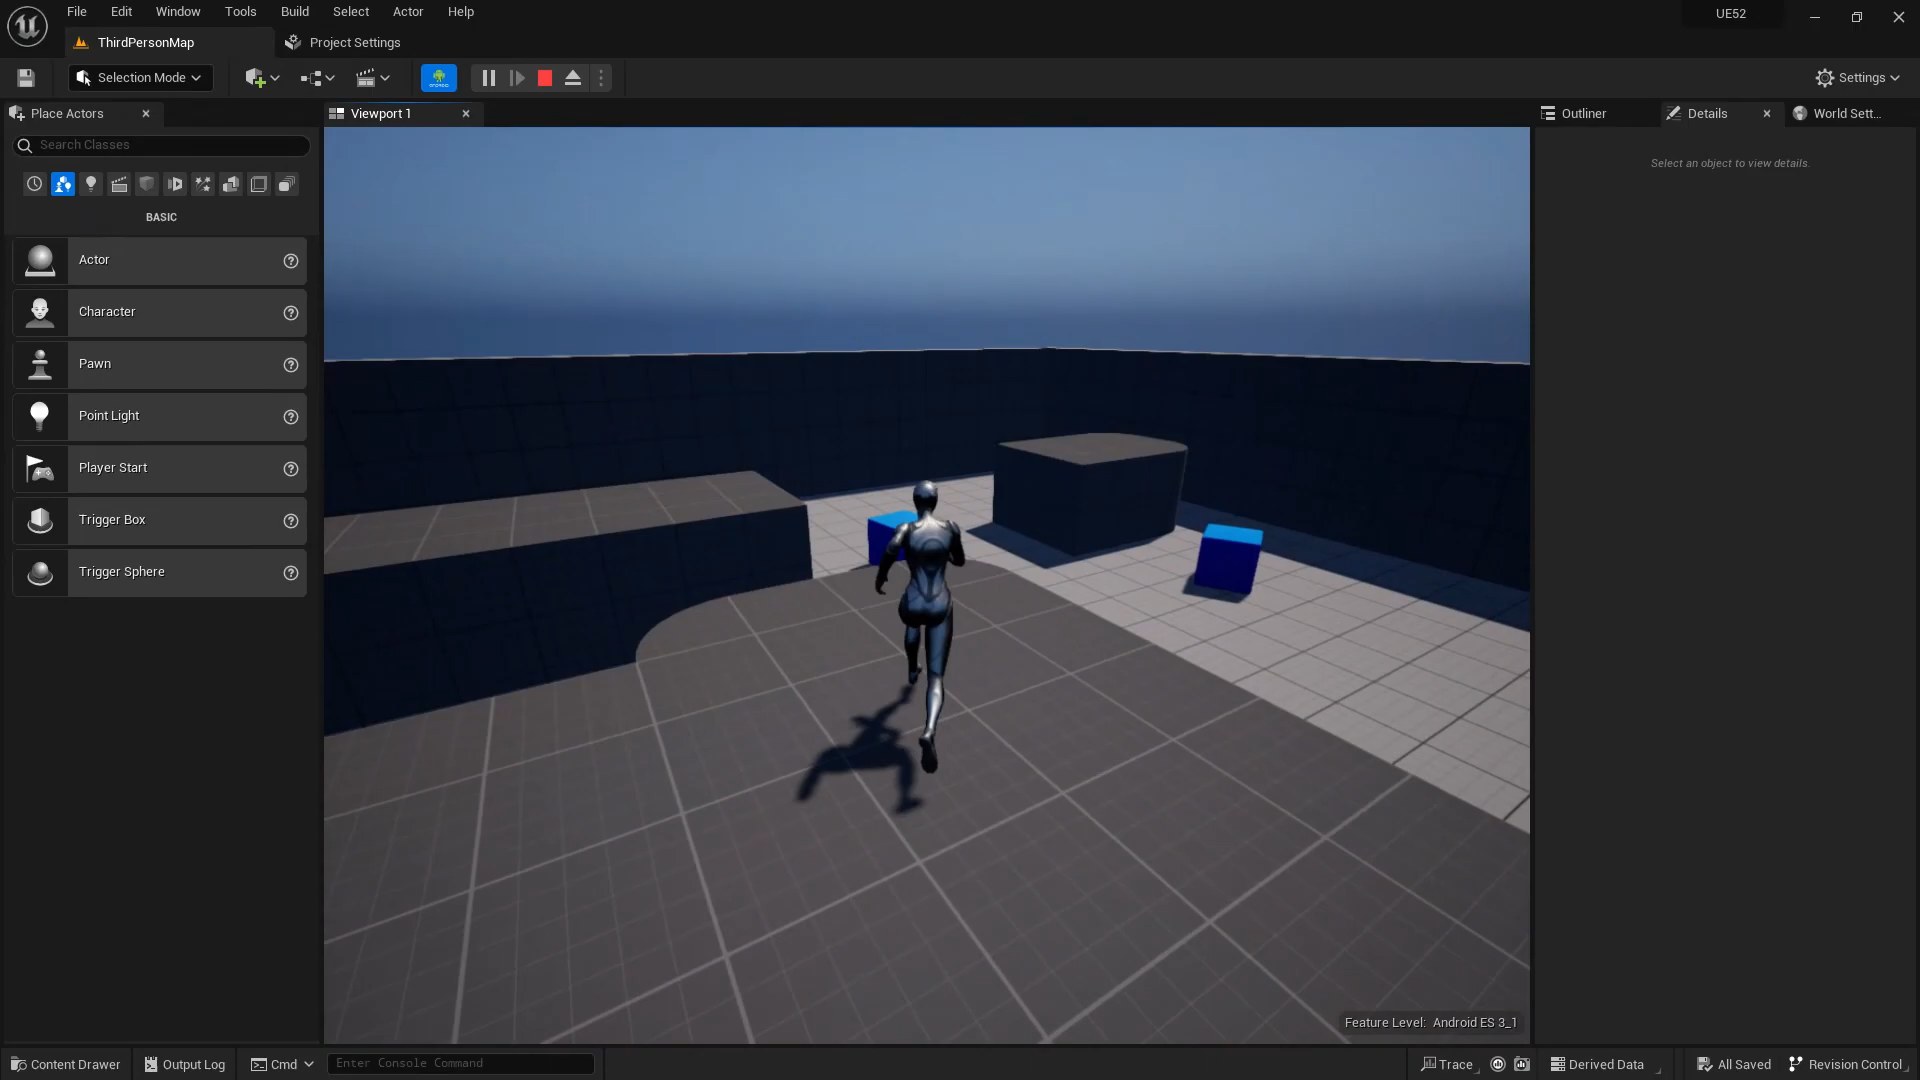 File Edit Window Tools Build Select Actor Help
UE52
ThirdPersonMap
Project Settings
Selection Mode
Settings
Place Actors
Viewport 1
Outliner
Details
World Sett...
Search Classes
Select an object to view details.
BASIC
Actor
Character
Pawn
Point Light
Player Start
Trigger Box
Trigger Sphere
Feature Level: Android ES 3_1
Content Drawer
Output Log
Cmd
Enter Console Command
Trace
Derived Data
All Saved
Revision Control